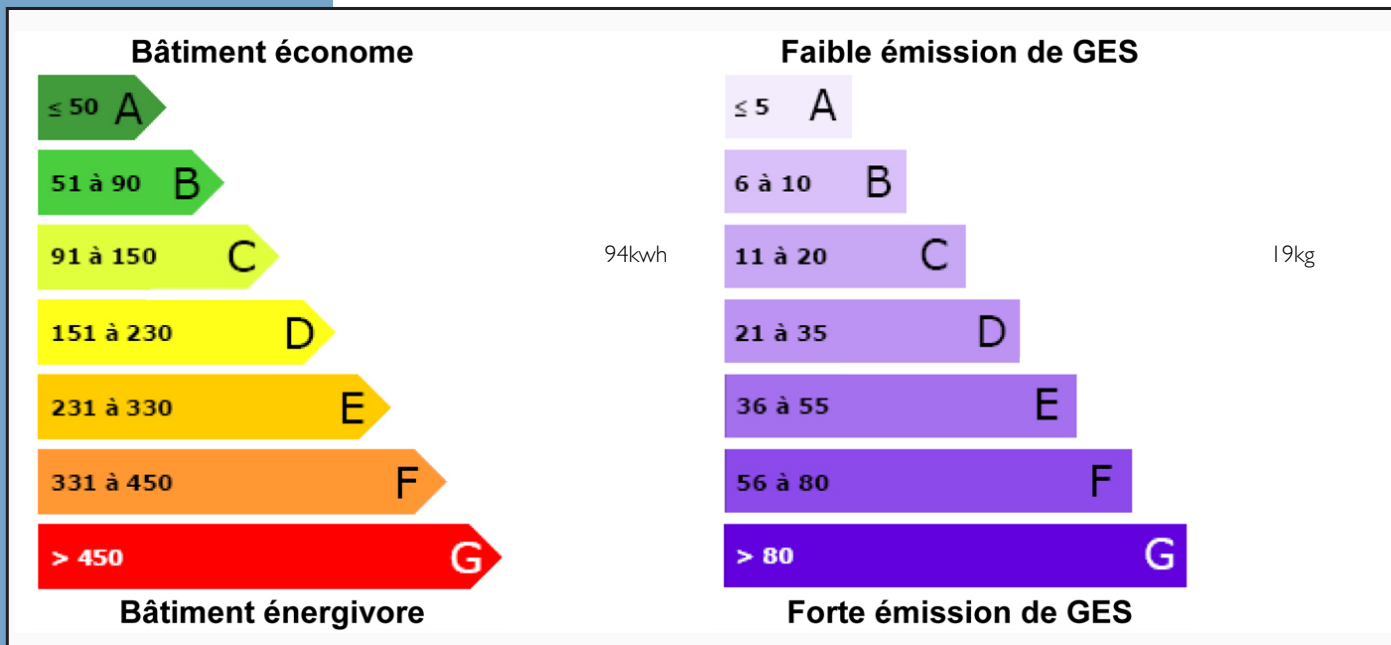 Bâtiment économe
≤ 50 A
51 à 90 B
91 à 150 C
94kwh
151 à 230 D
231 à 330 E
331 à 450 F
> 450 G
Bâtiment énergivore
Faible émission de GES
≤ 5 A
6 à 10 B
11 à 20 C
19kg
21 à 35 D
36 à 55 E
56 à 80 F
> 80 G
Forte émission de GES